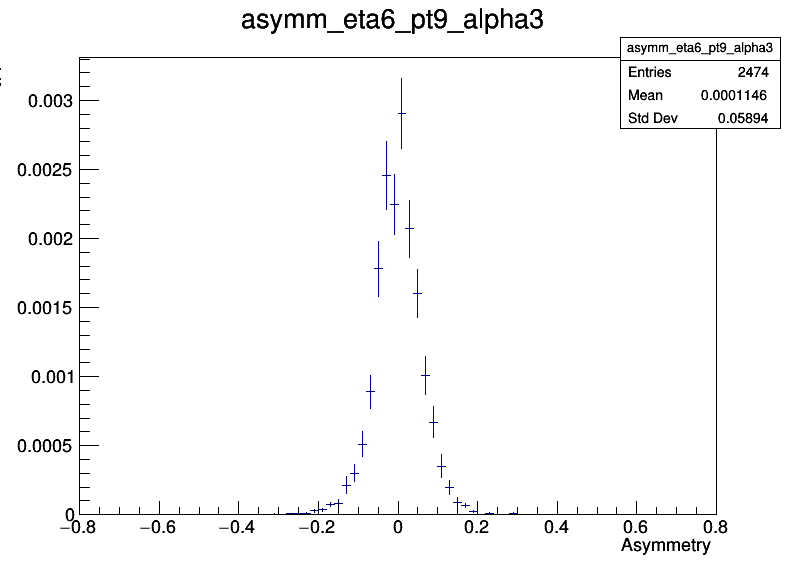 asymm_eta6_pt9_alpha3
asymm_eta6_pt9_alpha3
Entries 2474
Mean 0.0001146
Std Dev 0.05894
0.003
0.0025
0.002
0.0015
0.001
0.0005
0
−0.8 −0.6 −0.4 −0.2 0 0.2 0.4 0.6 0.8
Asymmetry